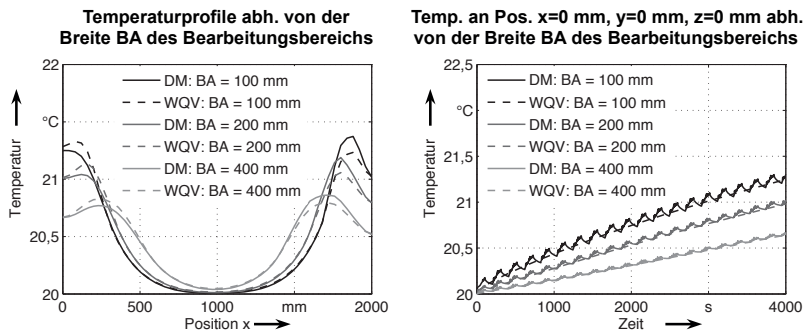 Temperaturprofile abh. von der
Breite BA des Bearbeitungsbereichs
22
°C
21
20,5
20
Temperatur
DM: BA = 100 mm
WQV: BA = 100 mm
DM: BA = 200 mm
WQV: BA = 200 mm
DM: BA = 400 mm
WQV: BA = 400 mm
0 500 1000 mm 2000
Position x
Temp. an Pos. x=0 mm, y=0 mm, z=0 mm abh.
von der Breite BA des Bearbeitungsbereichs
22,5
°C
21,5
21
20,5
20
Temperatur
DM: BA = 100 mm
WQV: BA = 100 mm
DM: BA = 200 mm
WQV: BA = 200 mm
DM: BA = 400 mm
WQV: BA = 400 mm
0 1000 2000 s 4000
Zeit